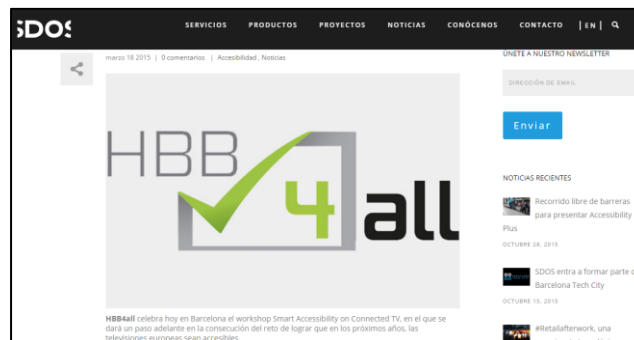 SDOS
SERVICIOS PRODUCTOS PROYECTOS NOTICIAS CONÓCENOS CONTACTO | EN |
marzo 18 2015 | 0 comentarios | Accesibilidad, Noticias
HBB
4all
HBB4all celebra hoy en Barcelona el workshop Smart Accessibility on Connected TV, en el que se
dará un paso adelante en la consecución del reto de lograr que en los próximos años, las
televisiones europeas sean accesibles.
ÚNETE A NUESTRO NEWSLETTER
DIRECCIÓN DE EMAIL
Enviar
NOTICIAS RECIENTES
Recorrido libre de barreras
para presentar Accessibility
Plus
OCTUBRE 28, 2015
SDOS entra a formar parte
Barcelona Tech City
OCTUBRE 15, 2015
#Retailafterwork, una